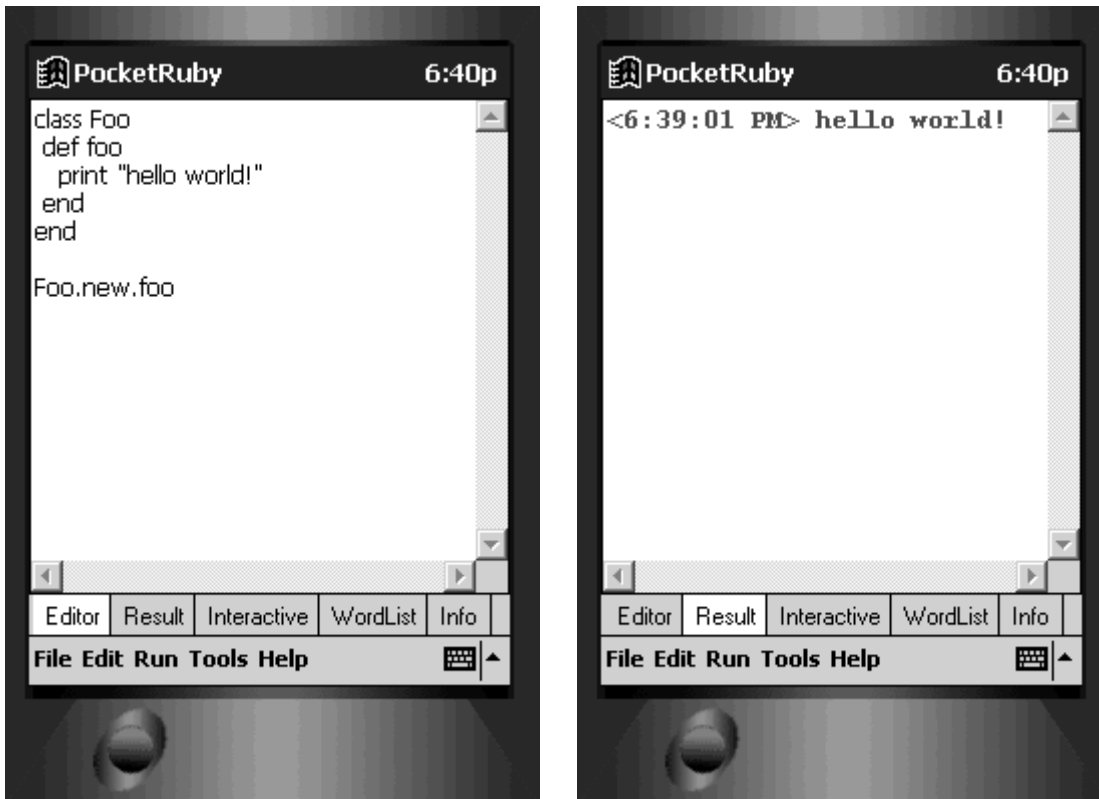 PocketRuby 6:40p
class Foo
 def foo
  print "hello world!"
 end
end
Foo.new.foo
Editor Result Interactive WordList Info
File Edit Run Tools Help
PocketRuby 6:40p
<6:39:01 PM> hello world!
Editor Result Interactive WordList Info
File Edit Run Tools Help